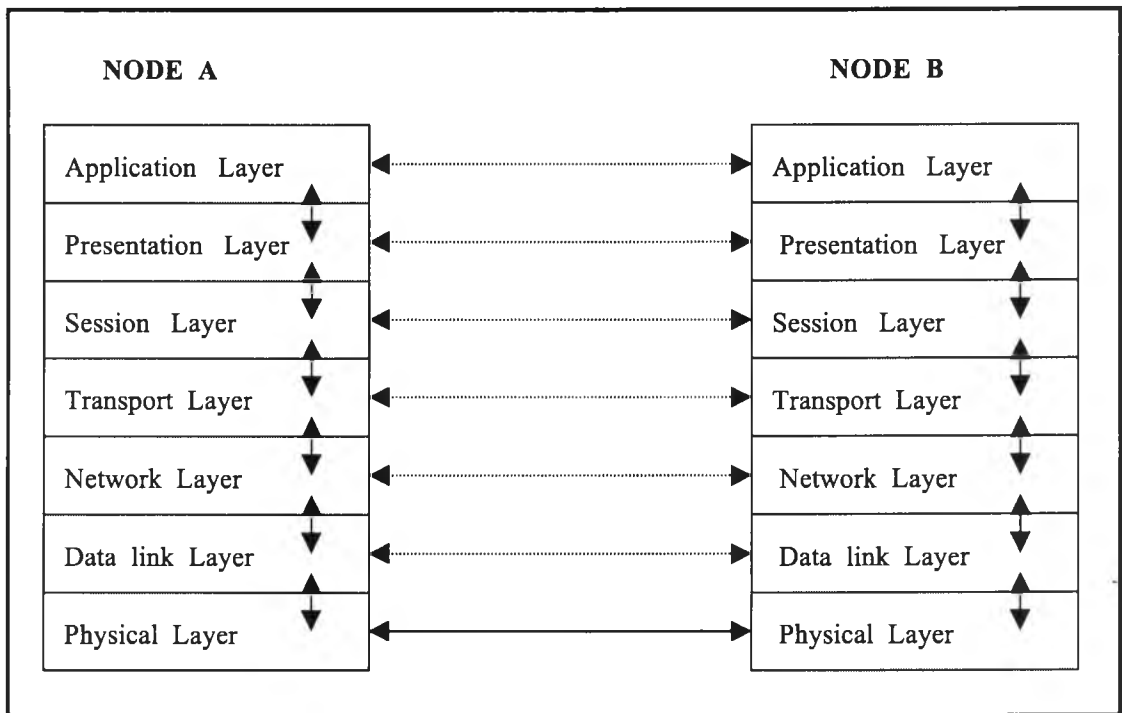 NODE A
NODE B
Application Layer
Application Layer
Presentation Layer
Presentation Layer
Session Layer
Session Layer
Transport Layer
Transport Layer
Network Layer
Network Layer
Data link Layer
Data link Layer
Physical Layer
Physical Layer